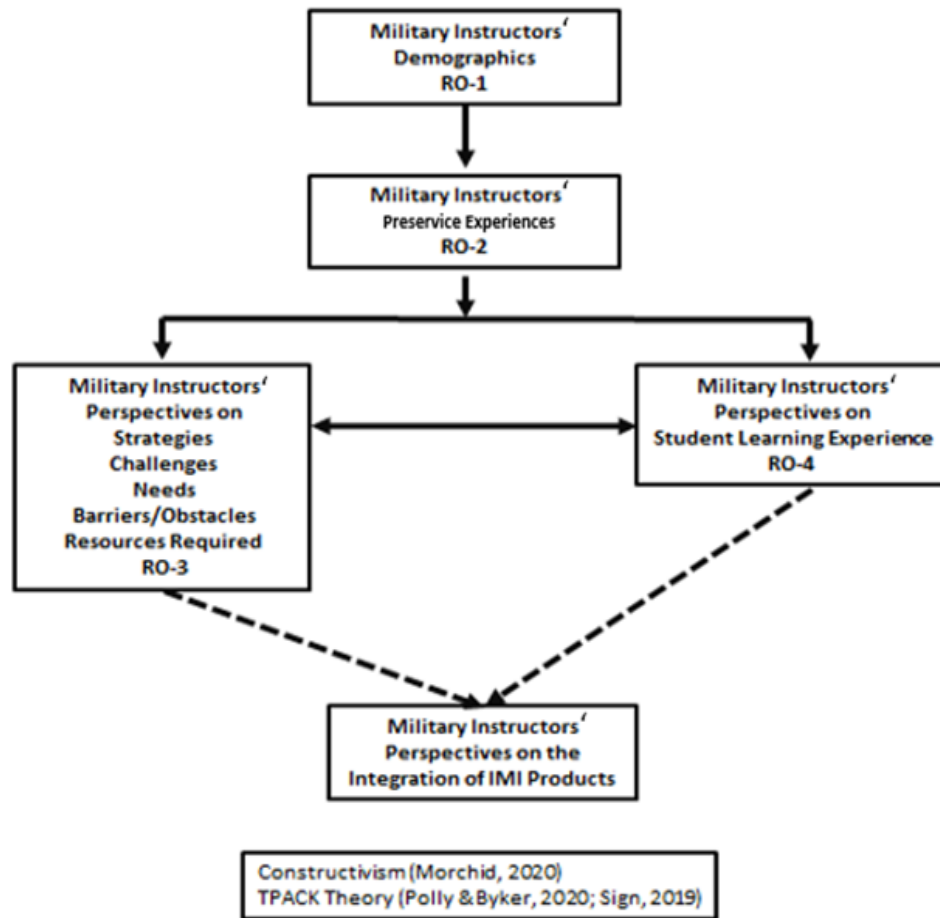 Military Instructors‘
Demographics
RO-1
Military Instructors‘
Preservice Experiences
RO-2
Military Instructors‘
Perspectives on
Strategies
Challenges
Needs
Barriers/Obstacles
Resources Required
RO-3
Military Instructors‘
Perspectives on
Student Learning Experience
RO-4
Military Instructors‘
Perspectives on the
Integration of IMI Products
Constructivism (Morchid, 2020)
TPACK Theory (Polly & Byker, 2020; Sign, 2019)